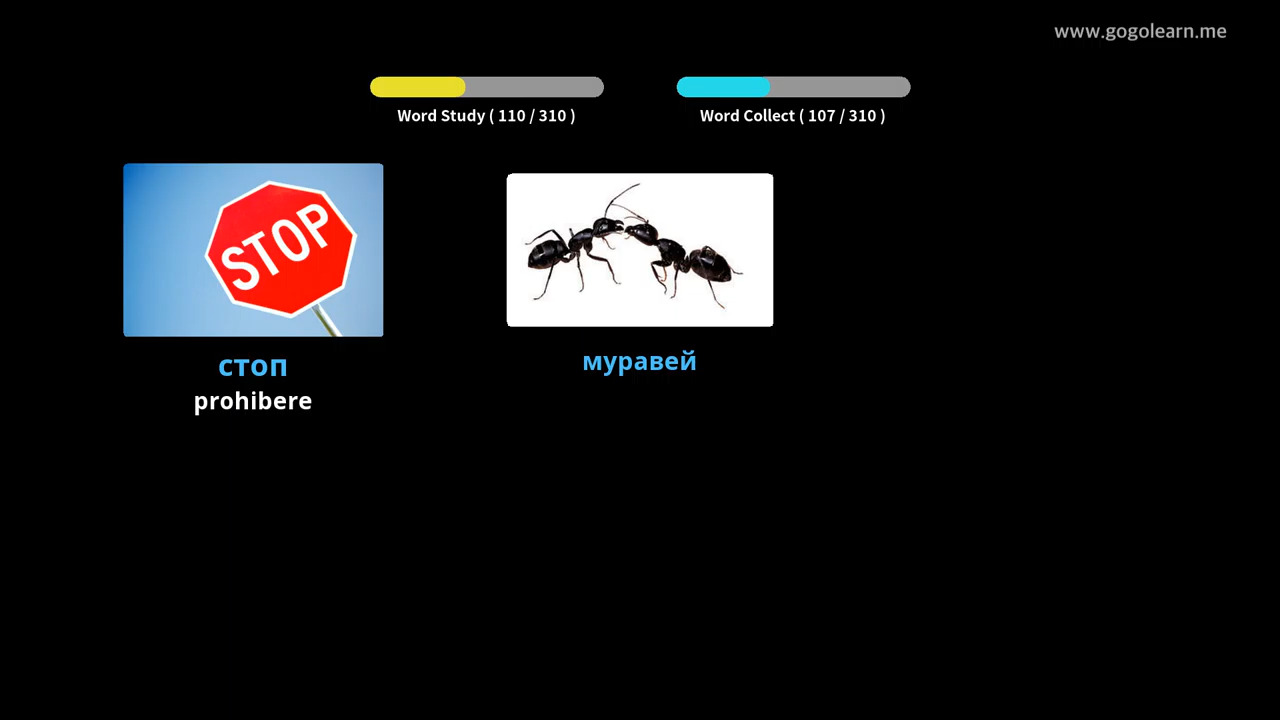 www.gogolearn.me
Word Study ( 110 / 310 )
Word Collect ( 107 / 310 )
STOP
стоп
prohibere
муравей